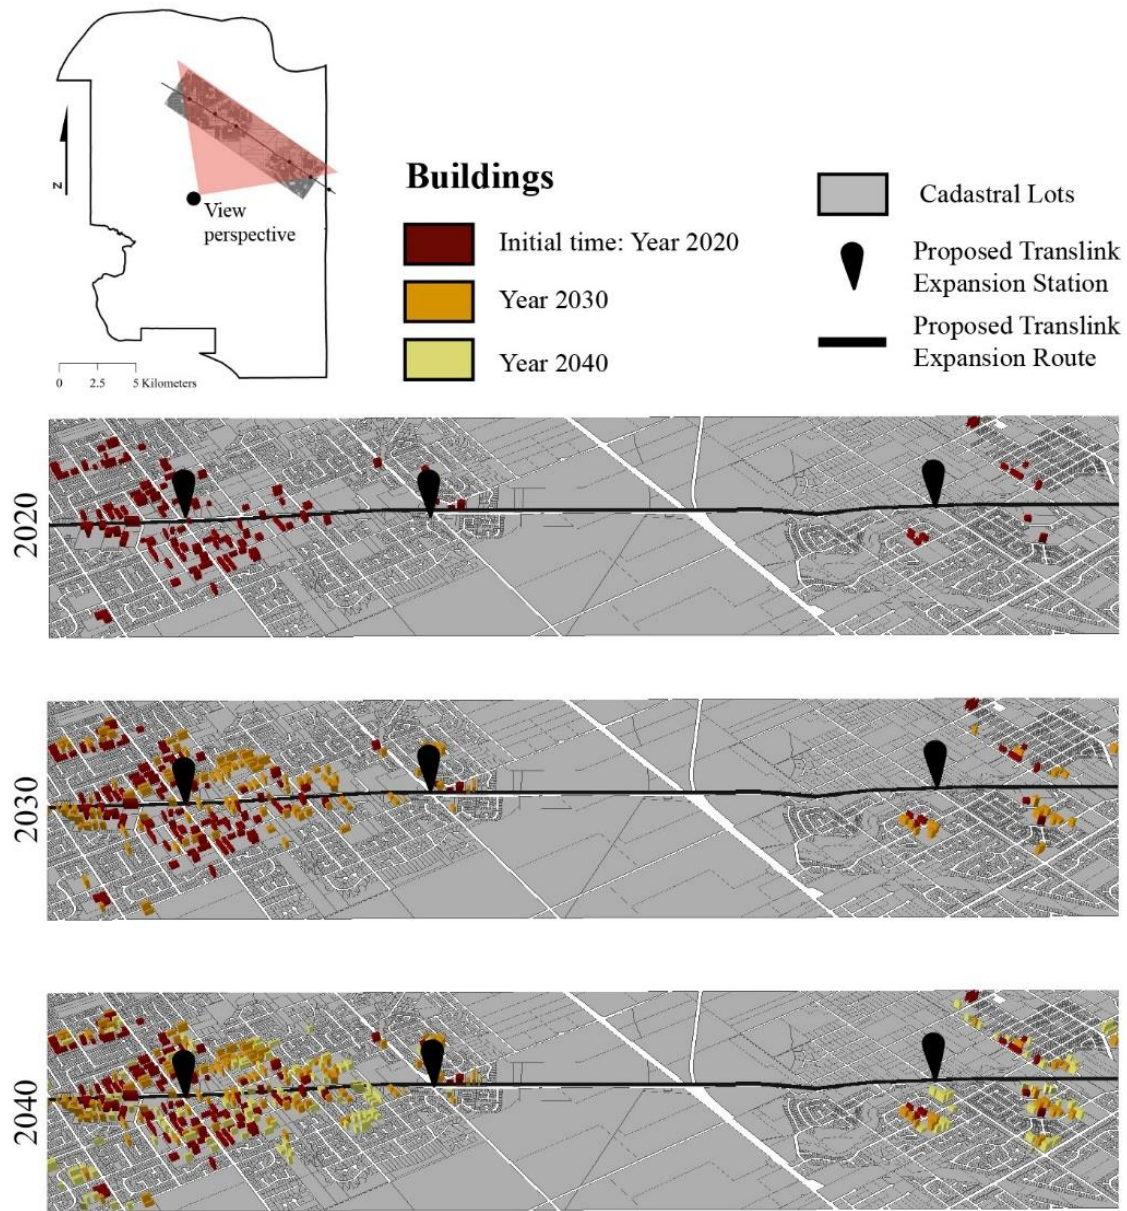 N
View
perspective
0 2.5 5 Kilometers
Buildings
Initial time: Year 2020
Year 2030
Year 2040
Cadastral Lots
Proposed Translink
Expansion Station
Proposed Translink
Expansion Route
2020
2030
2040